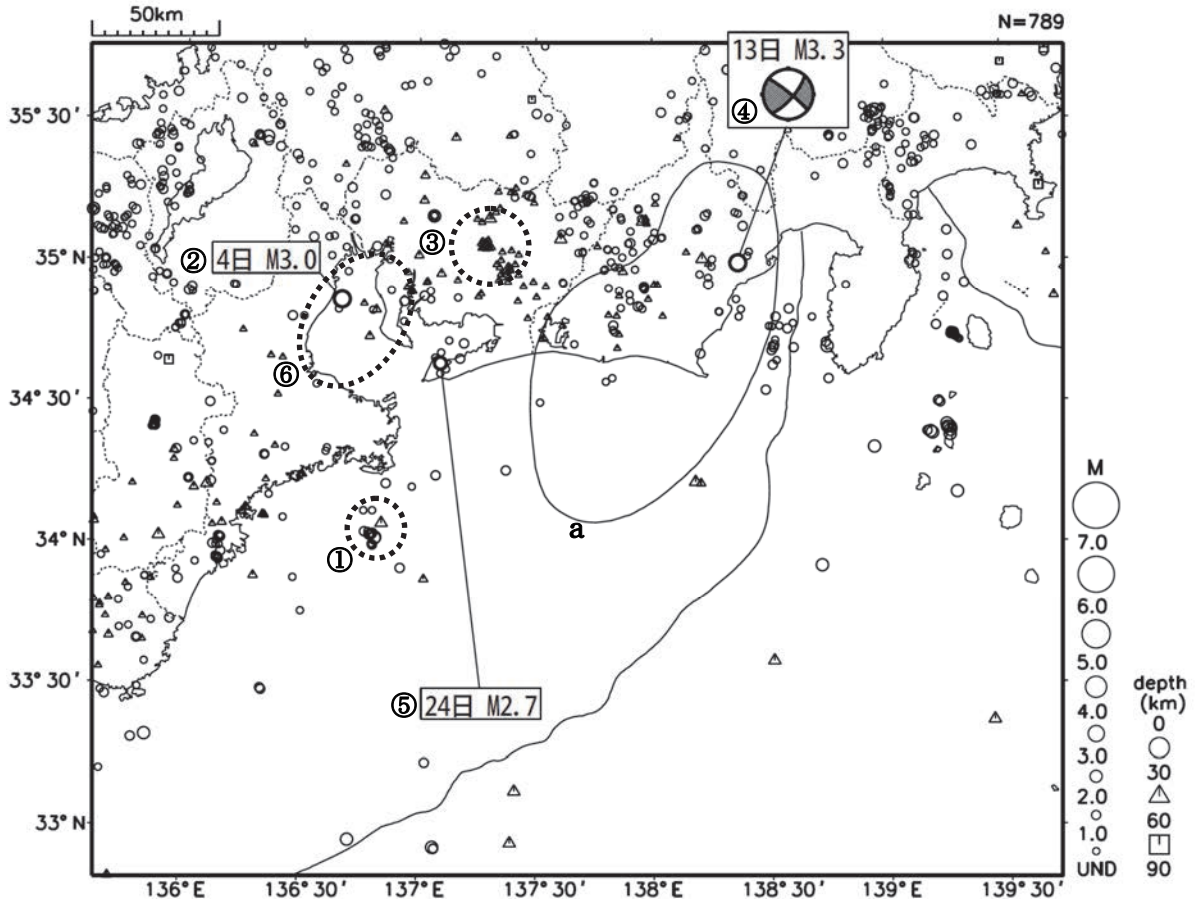 50km
N=789
13日 M3.3
④
35°30′
③
② 4日 M3.0
35°N
⑥
34°30′
a
①
34°N
33°30′
⑤ 24日 M2.7
33°N
136°E
136°30′
137°E
137°30′
138°E
138°30′
139°E
139°30′
M
7.0
6.0
5.0
4.0
3.0
2.0
1.0
UND
depth
(km)
0
30
60
90